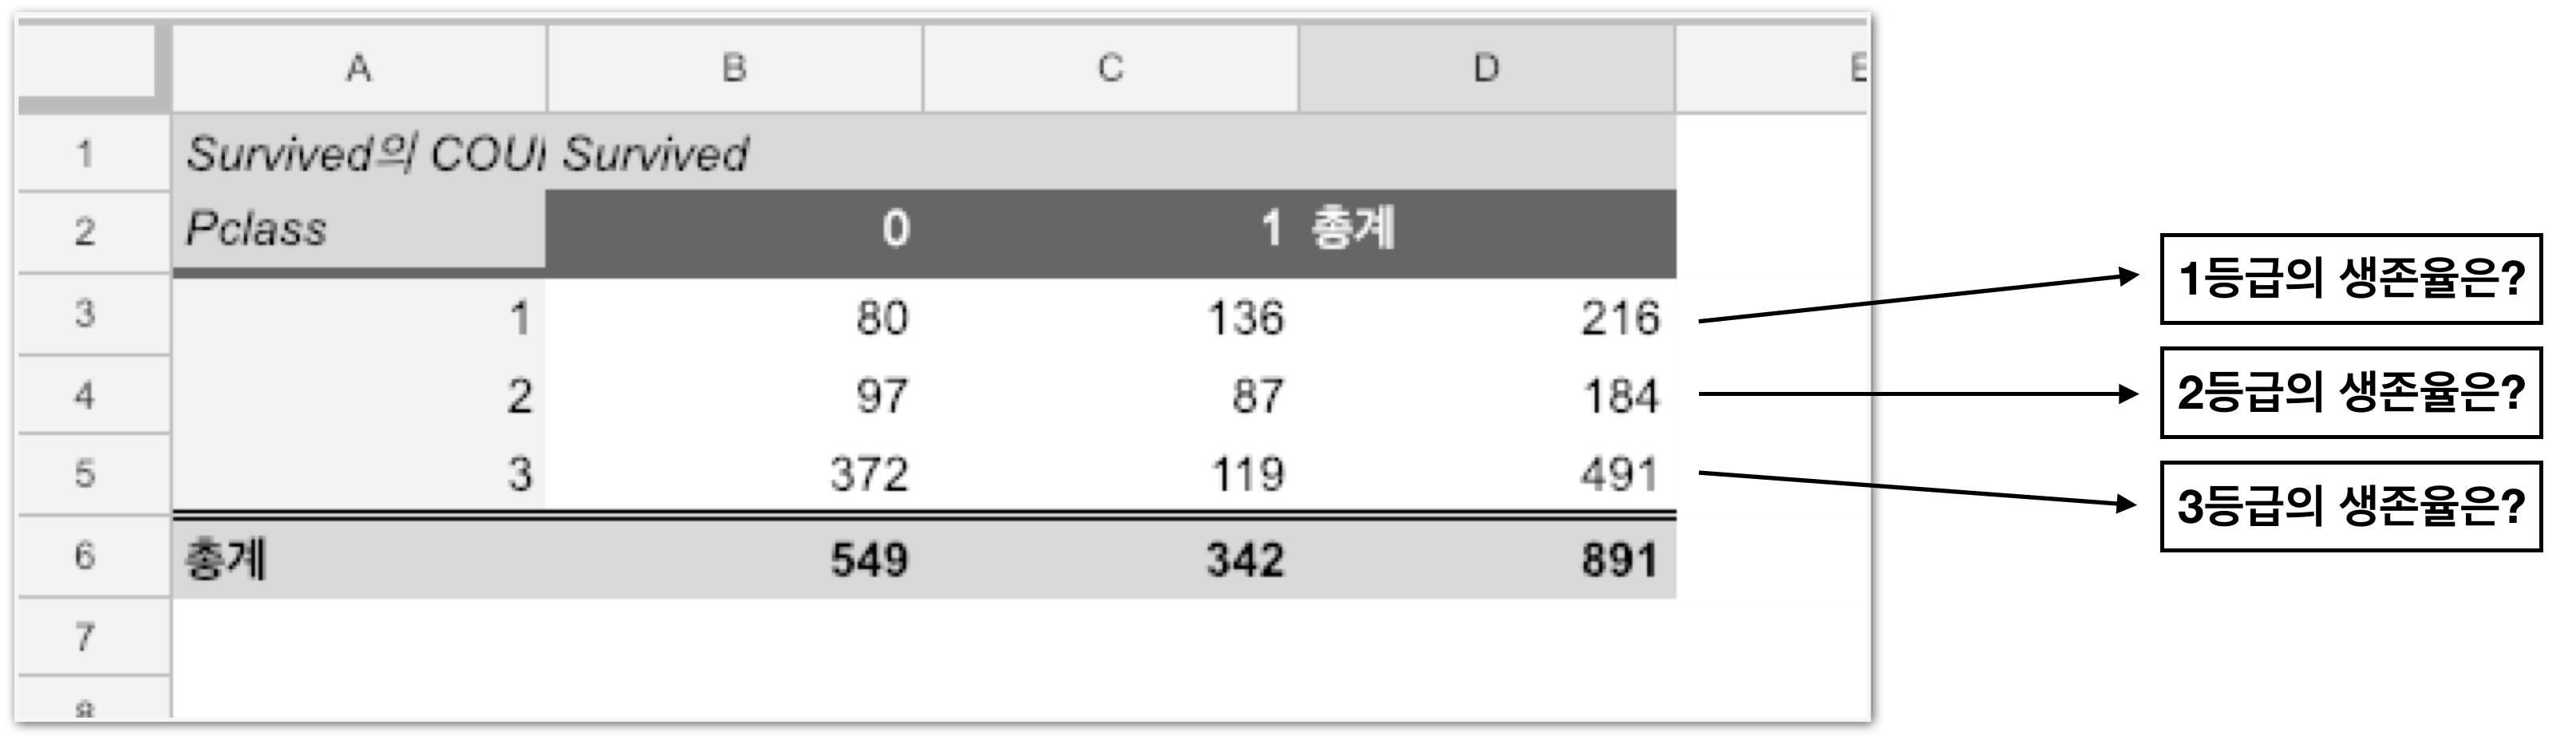 A B C D E
1 Survived의 COUI Survived
2 Pclass 0 1 총계
3 1 80 136 216
1등급의 생존율은?
4 2 97 87 184
2등급의 생존율은?
5 3 372 119 491
3등급의 생존율은?
6 총계 549 342 891
7
8